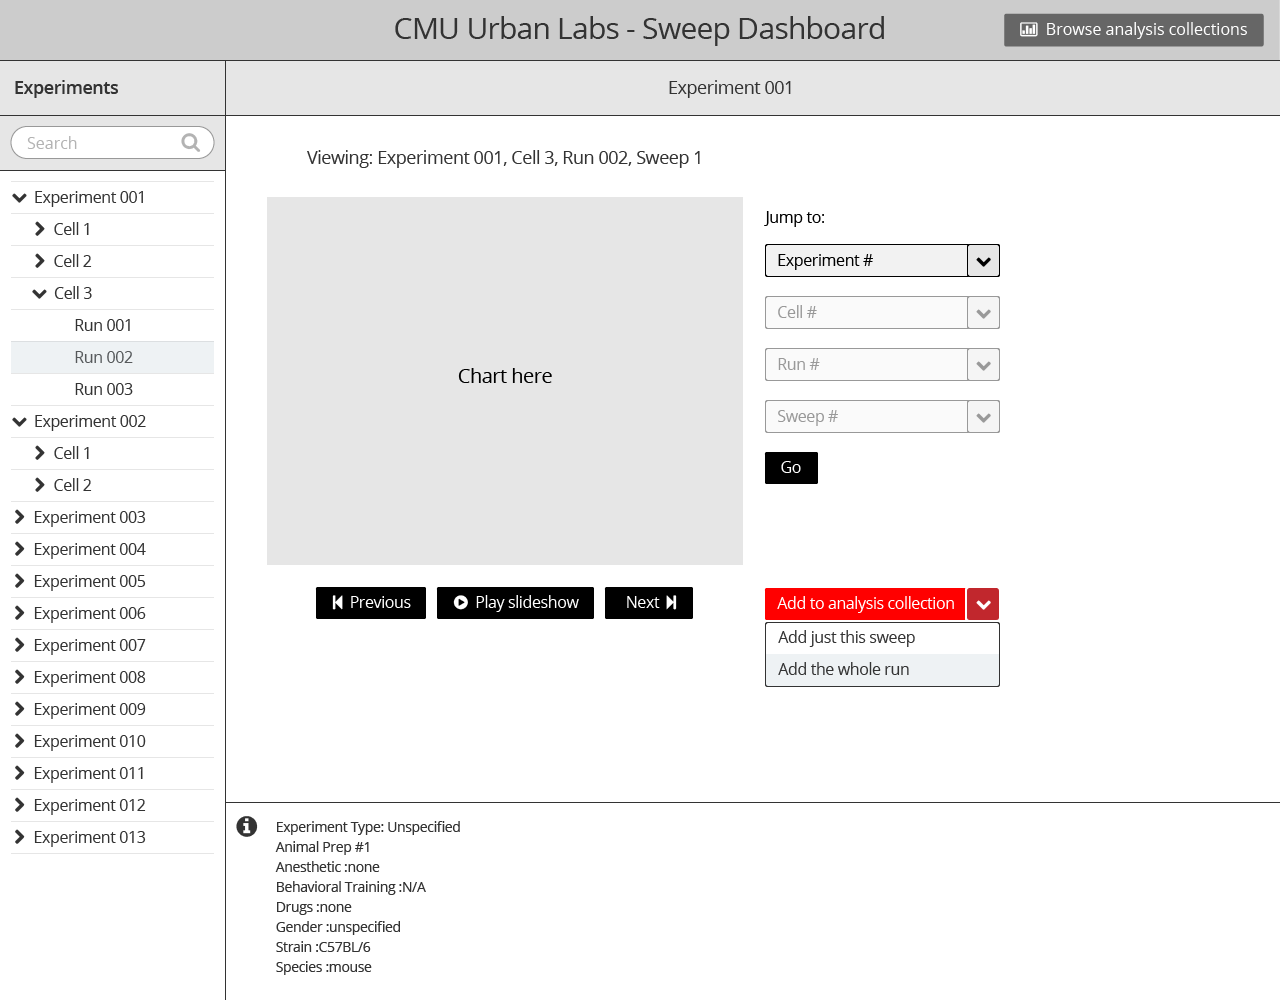 CMU Urban Labs - Sweep Dashboard
Browse analysis collections
Experiments
Experiment 001
Search
Experiment 001
Cell 1
Cell 2
Cell 3
Run 001
Run 002
Run 003
Experiment 002
Cell 1
Cell 2
Experiment 003
Experiment 004
Experiment 005
Experiment 006
Experiment 007
Experiment 008
Experiment 009
Experiment 010
Experiment 011
Experiment 012
Experiment 013
Viewing: Experiment 001, Cell 3, Run 002, Sweep 1
Chart here
Previous
Play slideshow
Next
Jump to:
Experiment #
Cell #
Run #
Sweep #
Go
Add to analysis collection
Add just this sweep
Add the whole run
Experiment Type: Unspecified
Animal Prep #1
Anesthetic :none
Behavioral Training :N/A
Drugs :none
Gender :unspecified
Strain :C57BL/6
Species :mouse